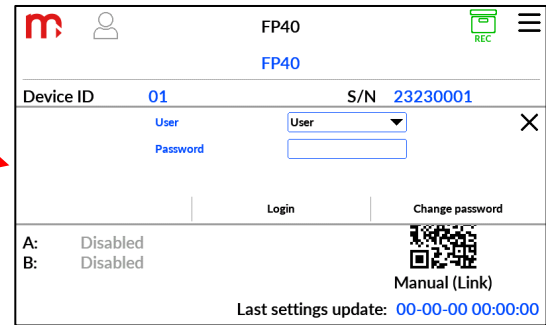 m FP40 REC
FP40
Device ID 01 S/N 23230001
User User
Password
Login Change password
A: Disabled
B: Disabled
Manual (Link)
Last settings update: 00-00-00 00:00:00